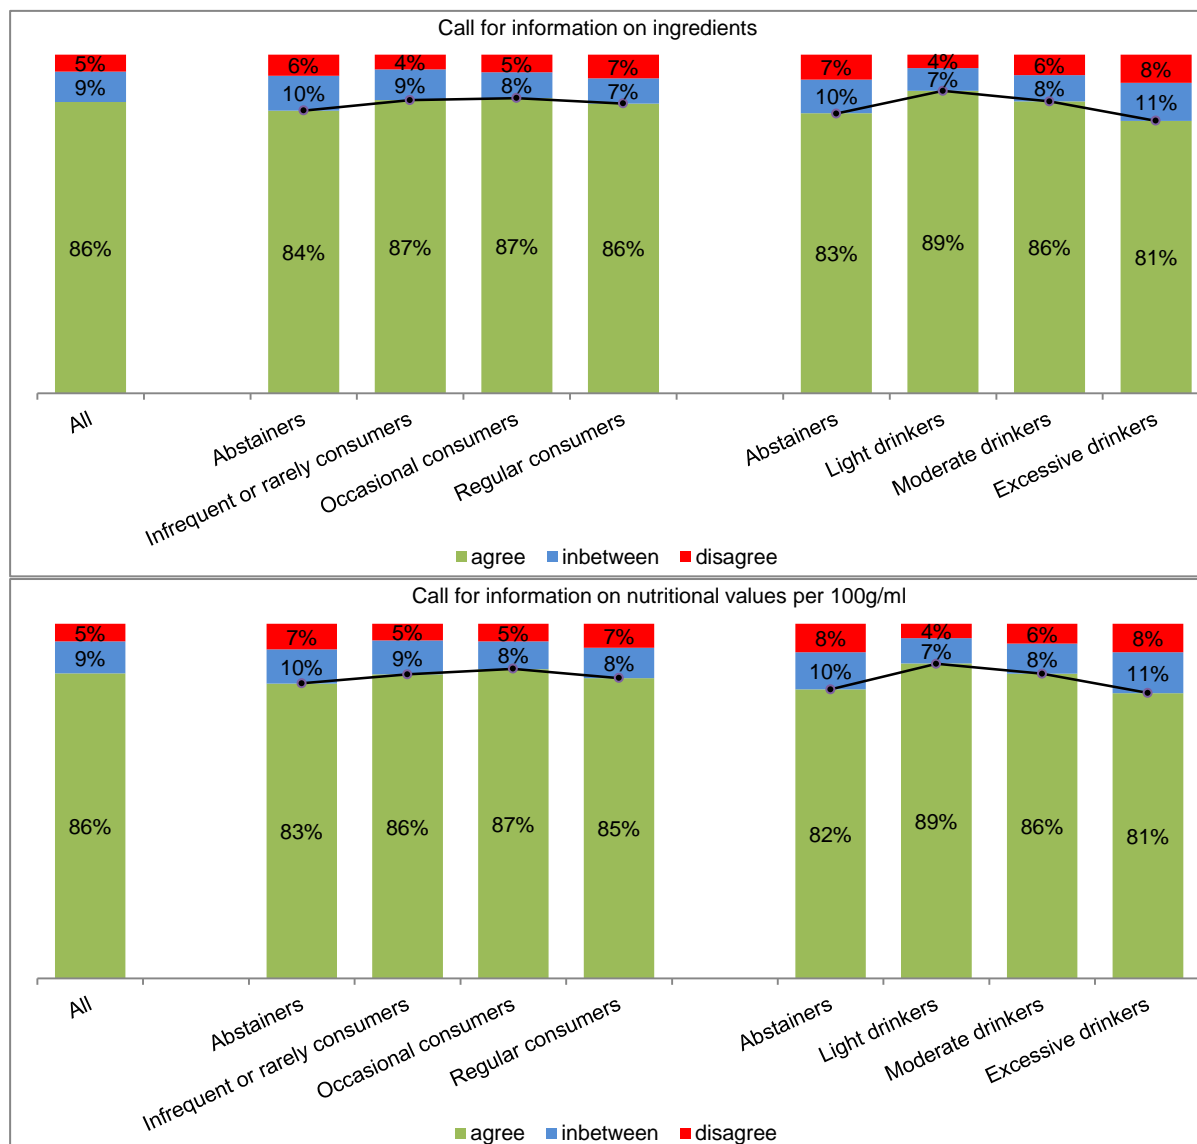 Call for information on ingredients
5% 6% 4% 5% 7% 7% 4% 6% 8%
9% 10% 9% 8% 7% 10% 7% 8% 11%
86% 84% 87% 87% 86% 83% 89% 86% 81%
All
Abstainers
Infrequent or rarely consumers
Occasional consumers
Regular consumers
Abstainers
Light drinkers
Moderate drinkers
Excessive drinkers
agree inbetween disagree
Call for information on nutritional values per 100g/ml
5% 7% 5% 5% 7% 8% 4% 6% 8%
9% 10% 9% 8% 8% 10% 7% 8% 11%
86% 83% 86% 87% 85% 82% 89% 86% 81%
All
Abstainers
Infrequent or rarely consumers
Occasional consumers
Regular consumers
Abstainers
Light drinkers
Moderate drinkers
Excessive drinkers
agree inbetween disagree